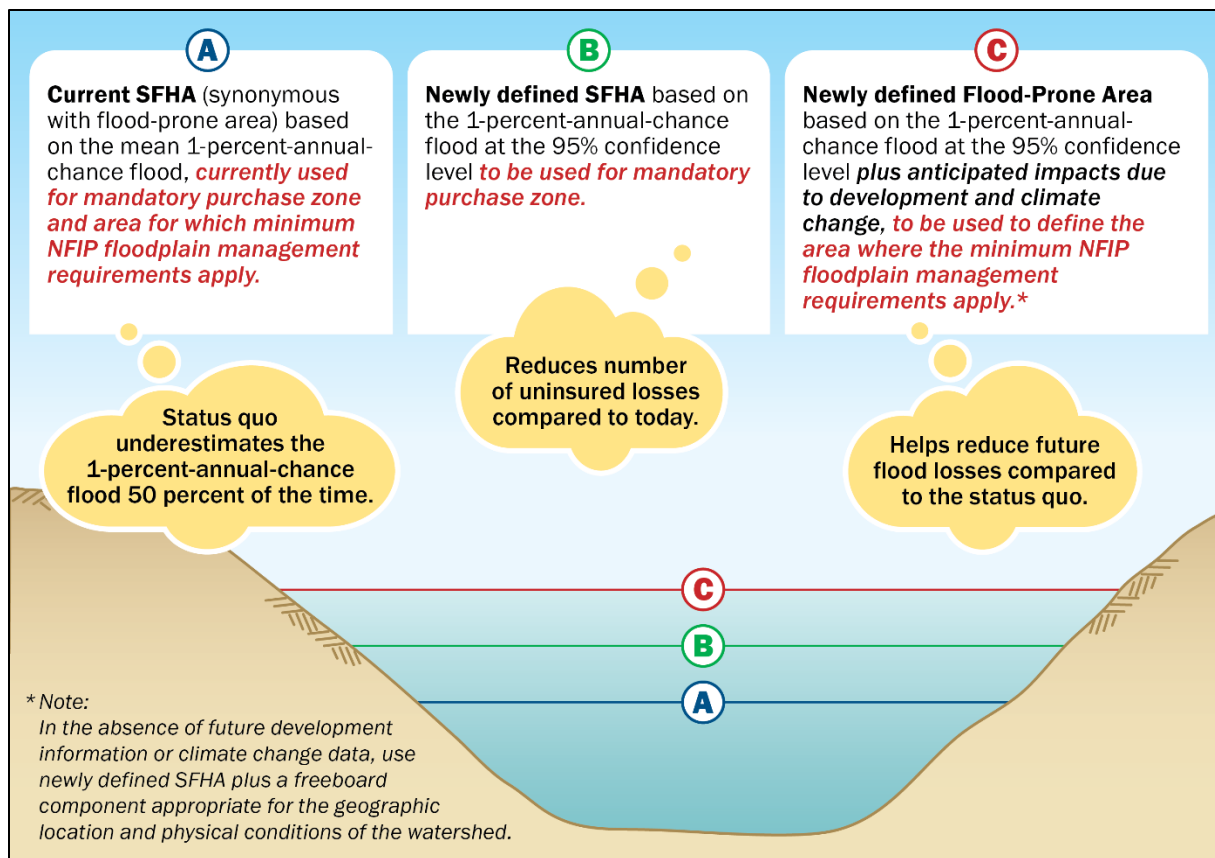 A
Current SFHA (synonymous
with flood-prone area) based
on the mean 1-percent-annual-
chance flood, currently used
for mandatory purchase zone
and area for which minimum
NFIP floodplain management
requirements apply.
Status quo
underestimates the
1-percent-annual-chance
flood 50 percent of the time.
B
Newly defined SFHA based on
the 1-percent-annual-chance
flood at the 95% confidence
level to be used for mandatory
purchase zone.
Reduces number
of uninsured losses
compared to today.
C
Newly defined Flood-Prone Area
based on the 1-percent-annual-
chance flood at the 95% confidence
level plus anticipated impacts due
to development and climate
change, to be used to define the
area where the minimum NFIP
floodplain management
requirements apply.*
Helps reduce future
flood losses compared
to the status quo.
C
B
A
* Note:
In the absence of future development
information or climate change data, use
newly defined SFHA plus a freeboard
component appropriate for the geographic
location and physical conditions of the watershed.